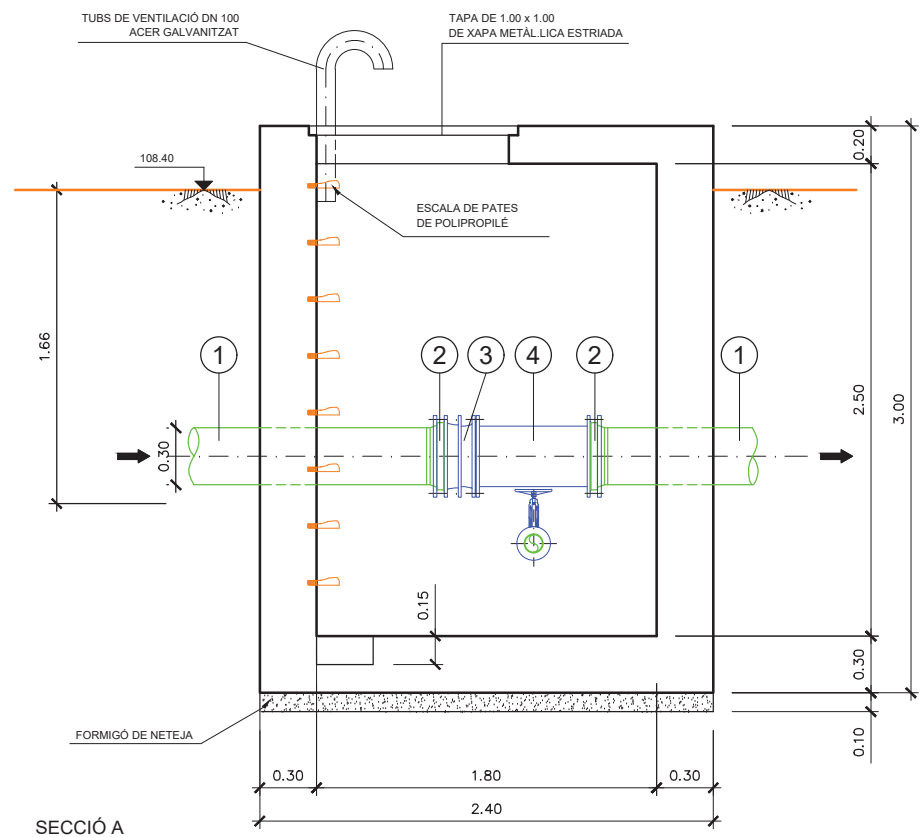 TUBS DE VENTILACIÓ DN 100
ACER GALVANITZAT
TAPA DE 1.00 x 1.00
DE XAPA METÀL.LICA ESTRIADA
108.40
ESCALA DE PATES
DE POLIPROPILÉ
0.20
1.66
1
2
3
4
2
1
2.50
3.00
0.30
0.15
0.30
FORMIGÓ DE NETEJA
0.10
0.30
1.80
0.30
2.40
SECCIÓ A